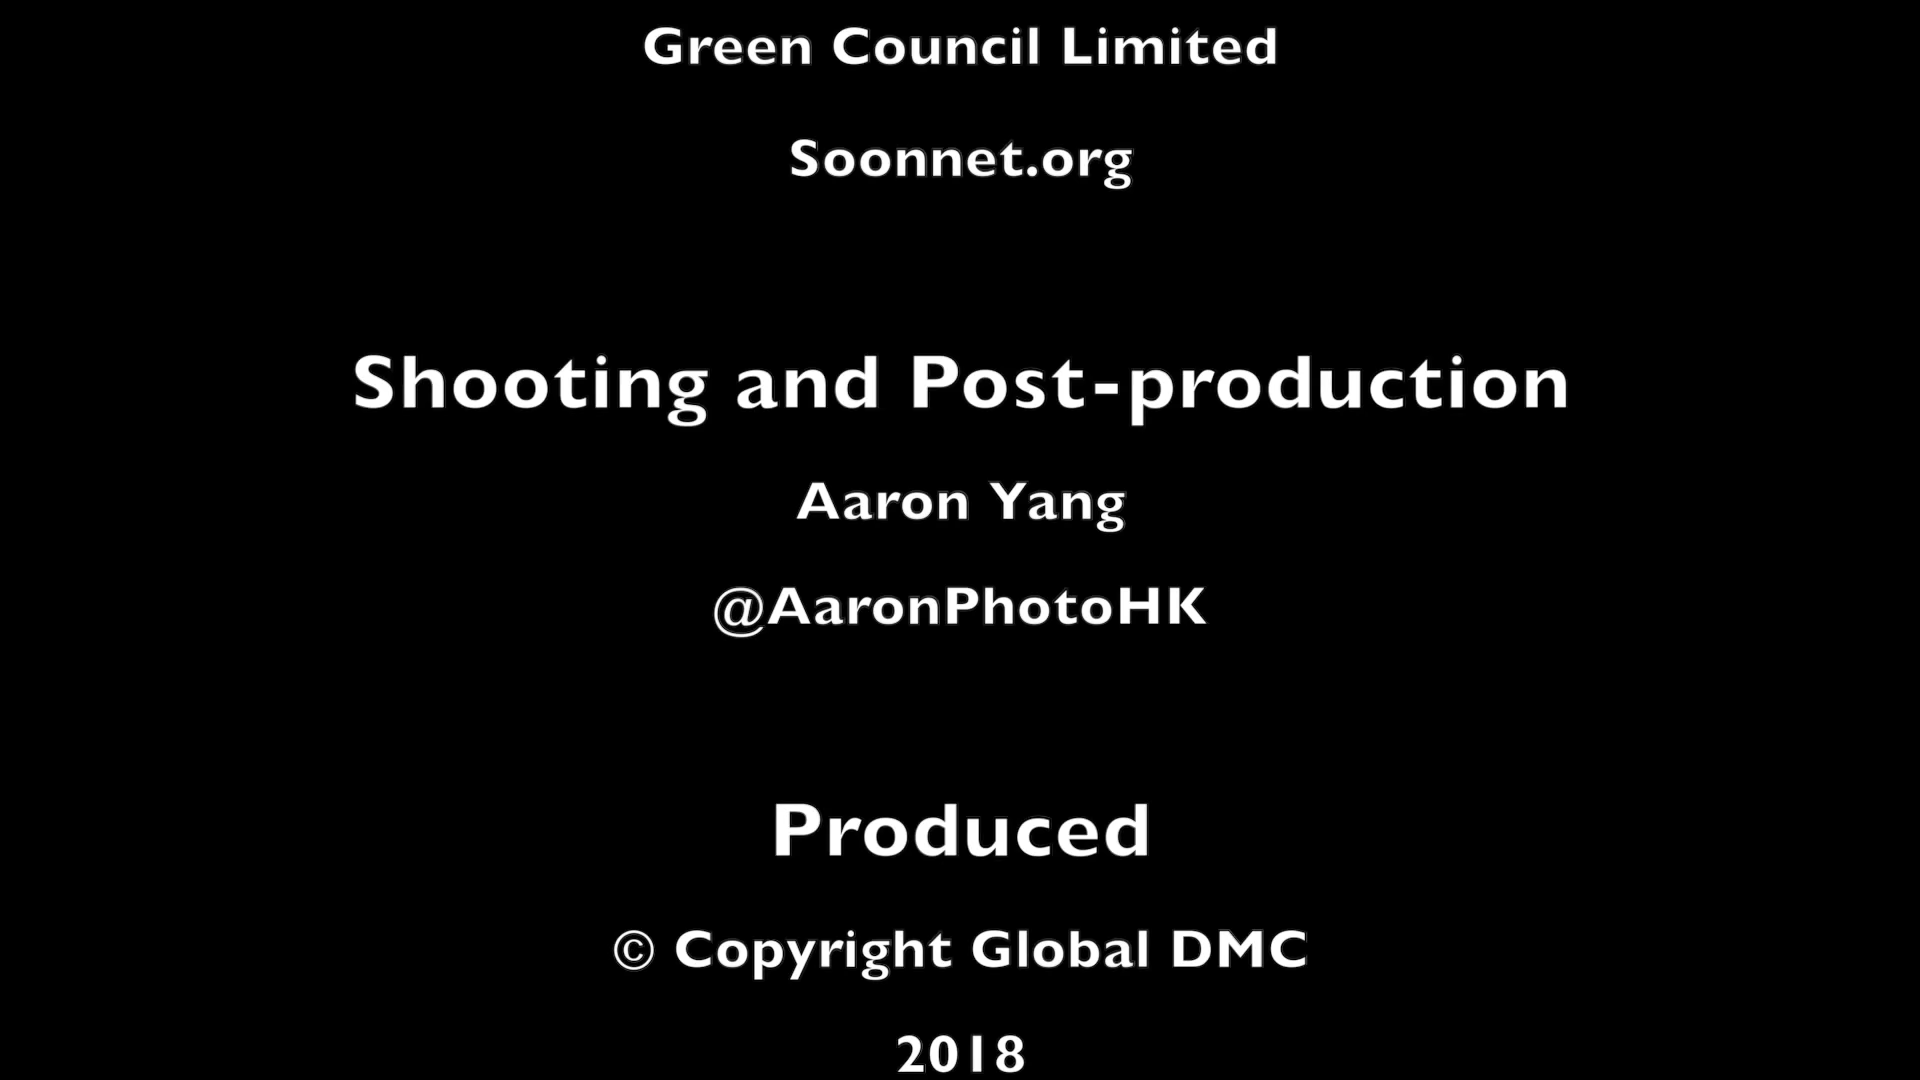 Green Council Limited
Soonnet.org
Shooting and Post-production
Aaron Yang
@AaronPhotoHK
Produced
© Copyright Global DMC
2018